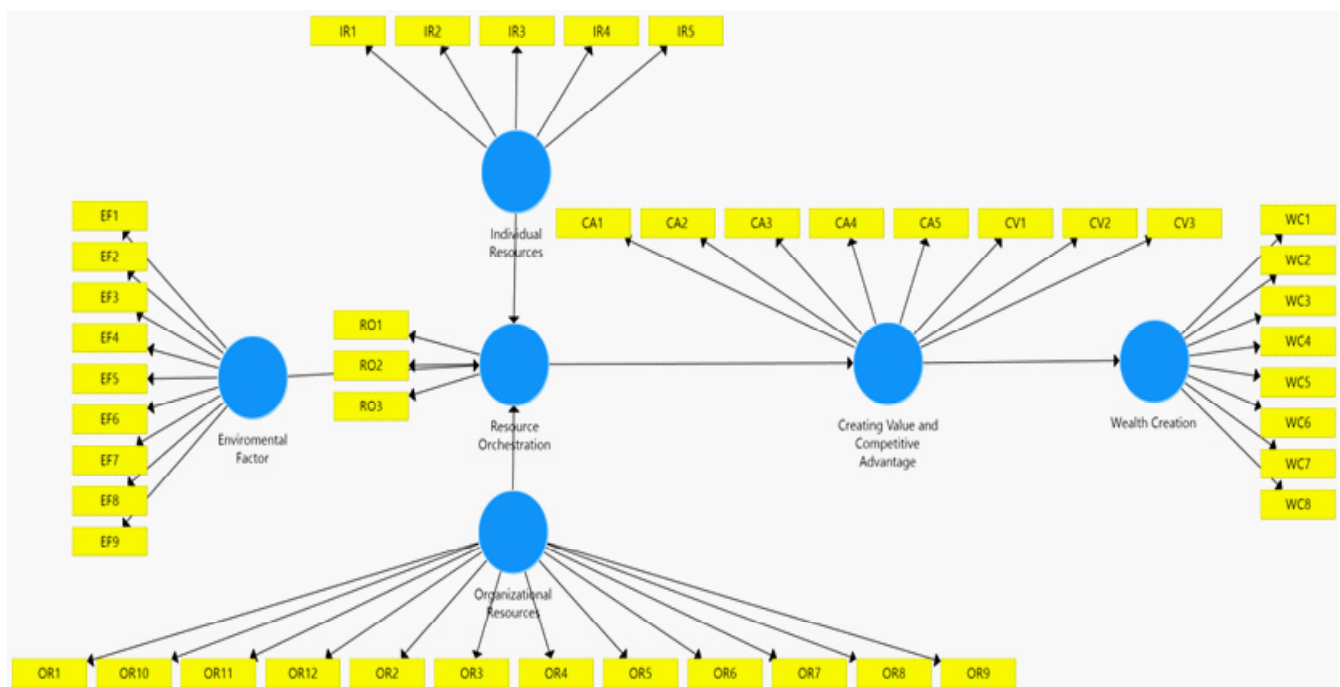 IR1 IR2 IR3 IR4 IR5
Individual
Resources
EF1
EF2
EF3
EF4
EF5
EF6
EF7
EF8
EF9
Enviromental
Factor
RO1
RO2
RO3
Resource
Orchestration
CA1 CA2 CA3 CA4 CA5 CV1 CV2 CV3
Creating Value and
Competitive
Advantage
WC1
WC2
WC3
WC4
WC5
WC6
WC7
WC8
Wealth Creation
Organizational
Resources
OR1 OR10 OR11 OR12 OR2 OR3 OR4 OR5 OR6 OR7 OR8 OR9